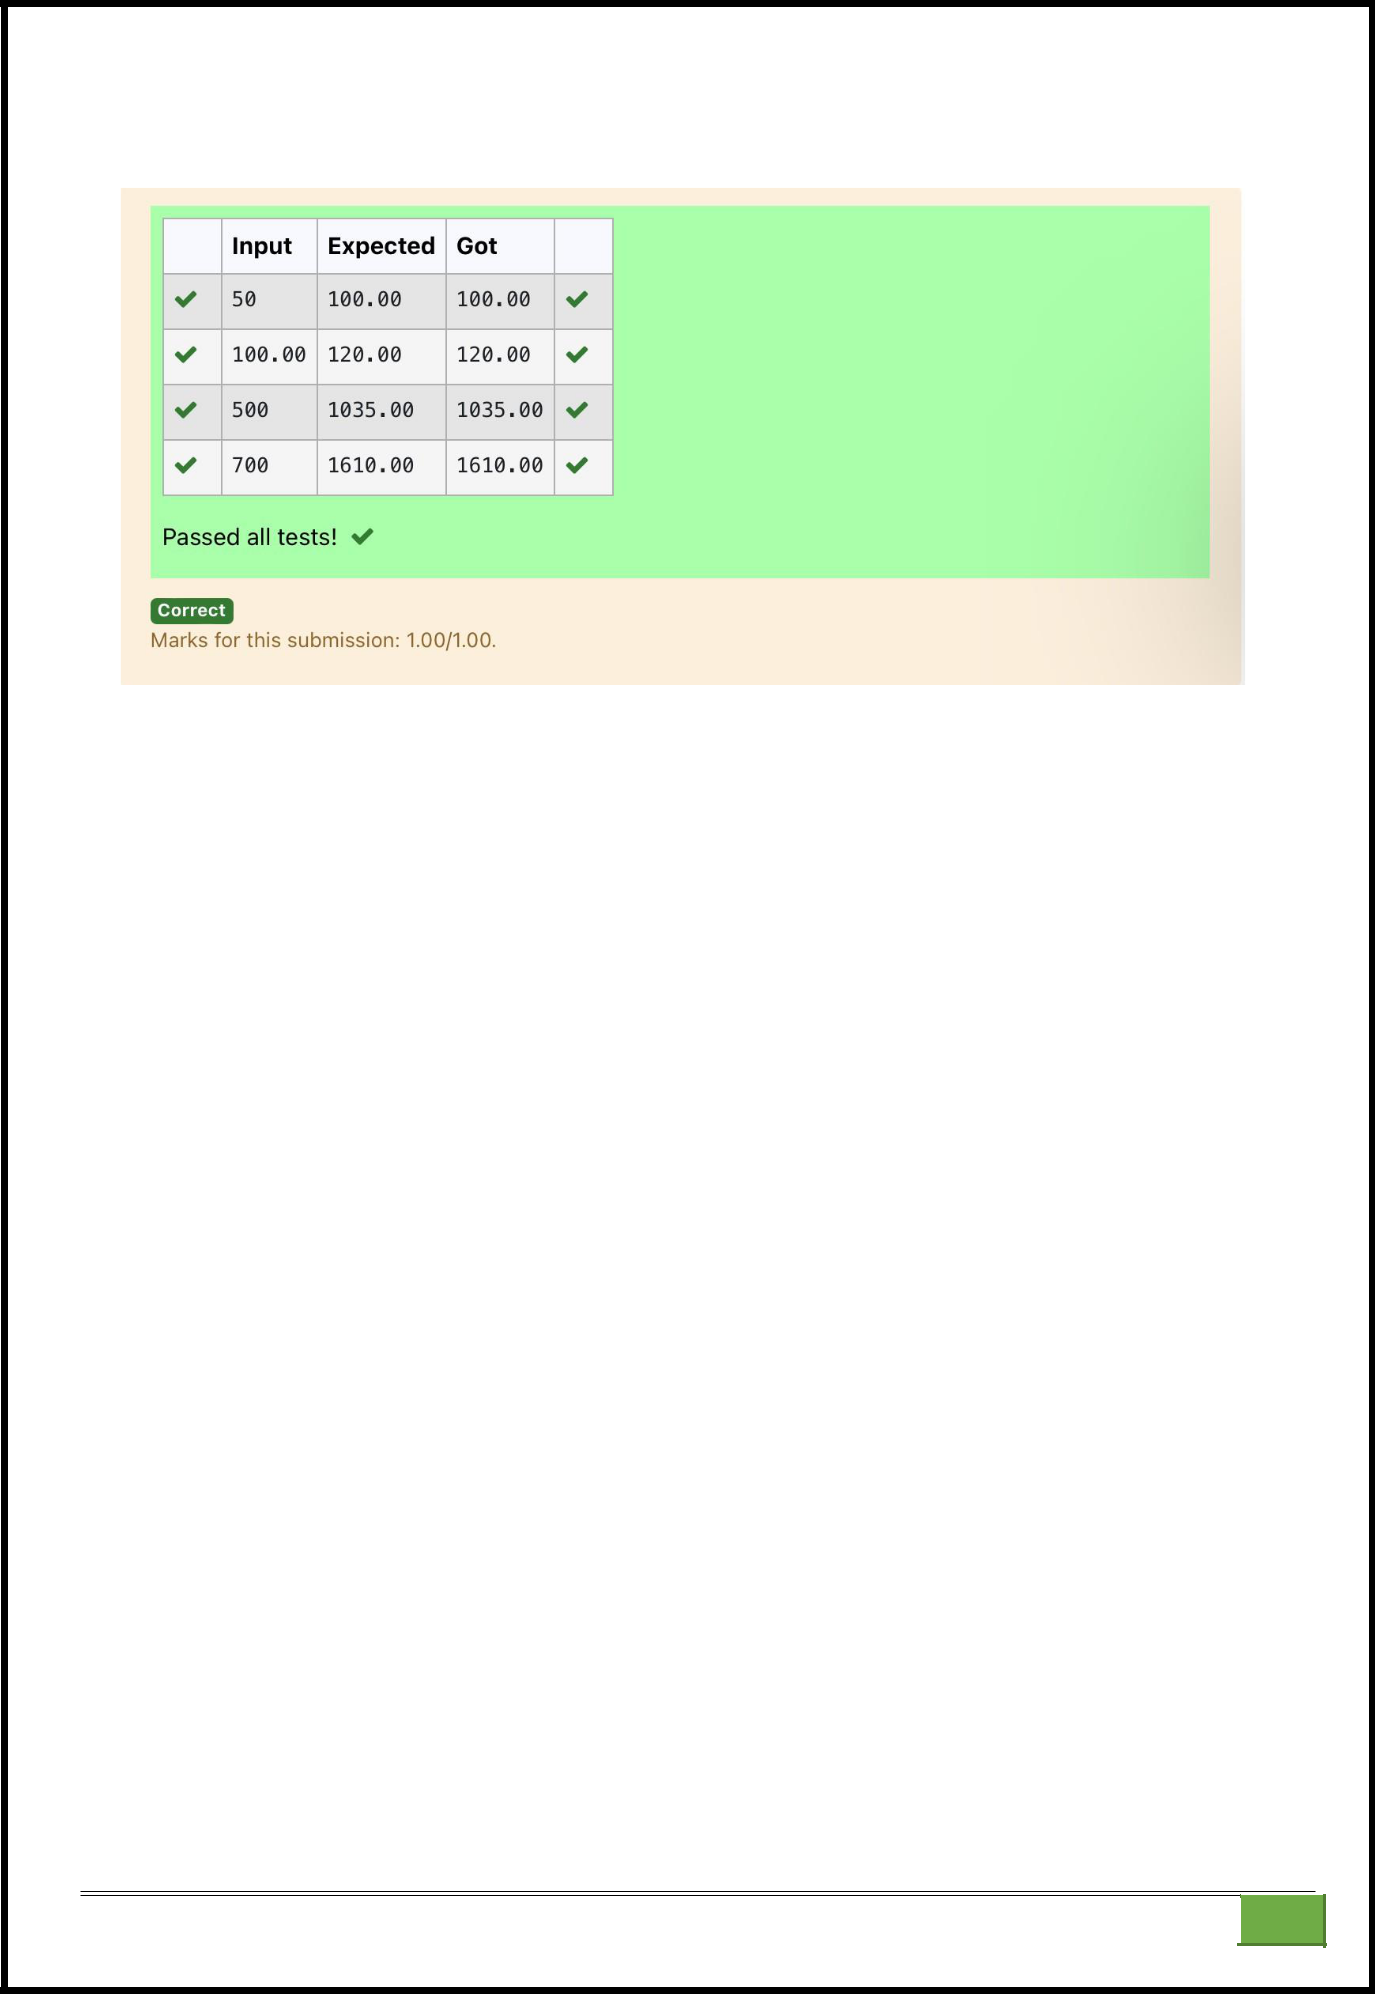 Input Expected Got
50 100.00 100.00
100.00 120.00 120.00
500 1035.00 1035.00
700 1610.00 1610.00
Passed all tests!
Correct
Marks for this submission: 1.00/1.00.